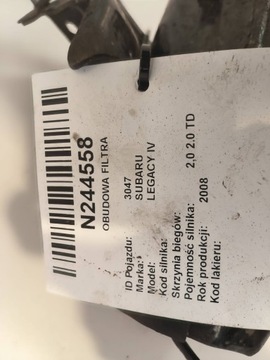 N244558
OBUDOWA FILTRA
ID Pojazdu: 3047
Marka: SUBARU
Model: LEGACY IV
Kod silnika:
Skrzynia biegów:
Pojemność silnika: 2,0 2.0 TD
Rok produkcji: 2008
Kod lakieru: